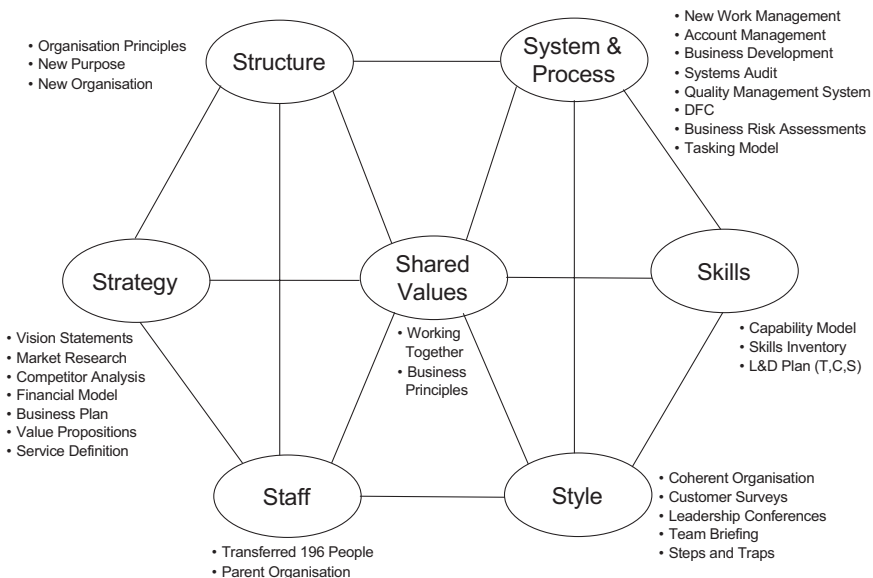 • Organisation Principles
• New Purpose
• New Organisation
Structure
System &
Process
• New Work Management
• Account Management
• Business Development
• Systems Audit
• Quality Management System
• DFC
• Business Risk Assessments
• Tasking Model
Strategy
• Vision Statements
• Market Research
• Competitor Analysis
• Financial Model
• Business Plan
• Value Propositions
• Service Definition
Shared
Values
• Working
Together
• Business
Principles
Skills
• Capability Model
• Skills Inventory
• L&D Plan (T,C,S)
Staff
• Transferred 196 People
• Parent Organisation
Style
• Coherent Organisation
• Customer Surveys
• Leadership Conferences
• Team Briefing
• Steps and Traps